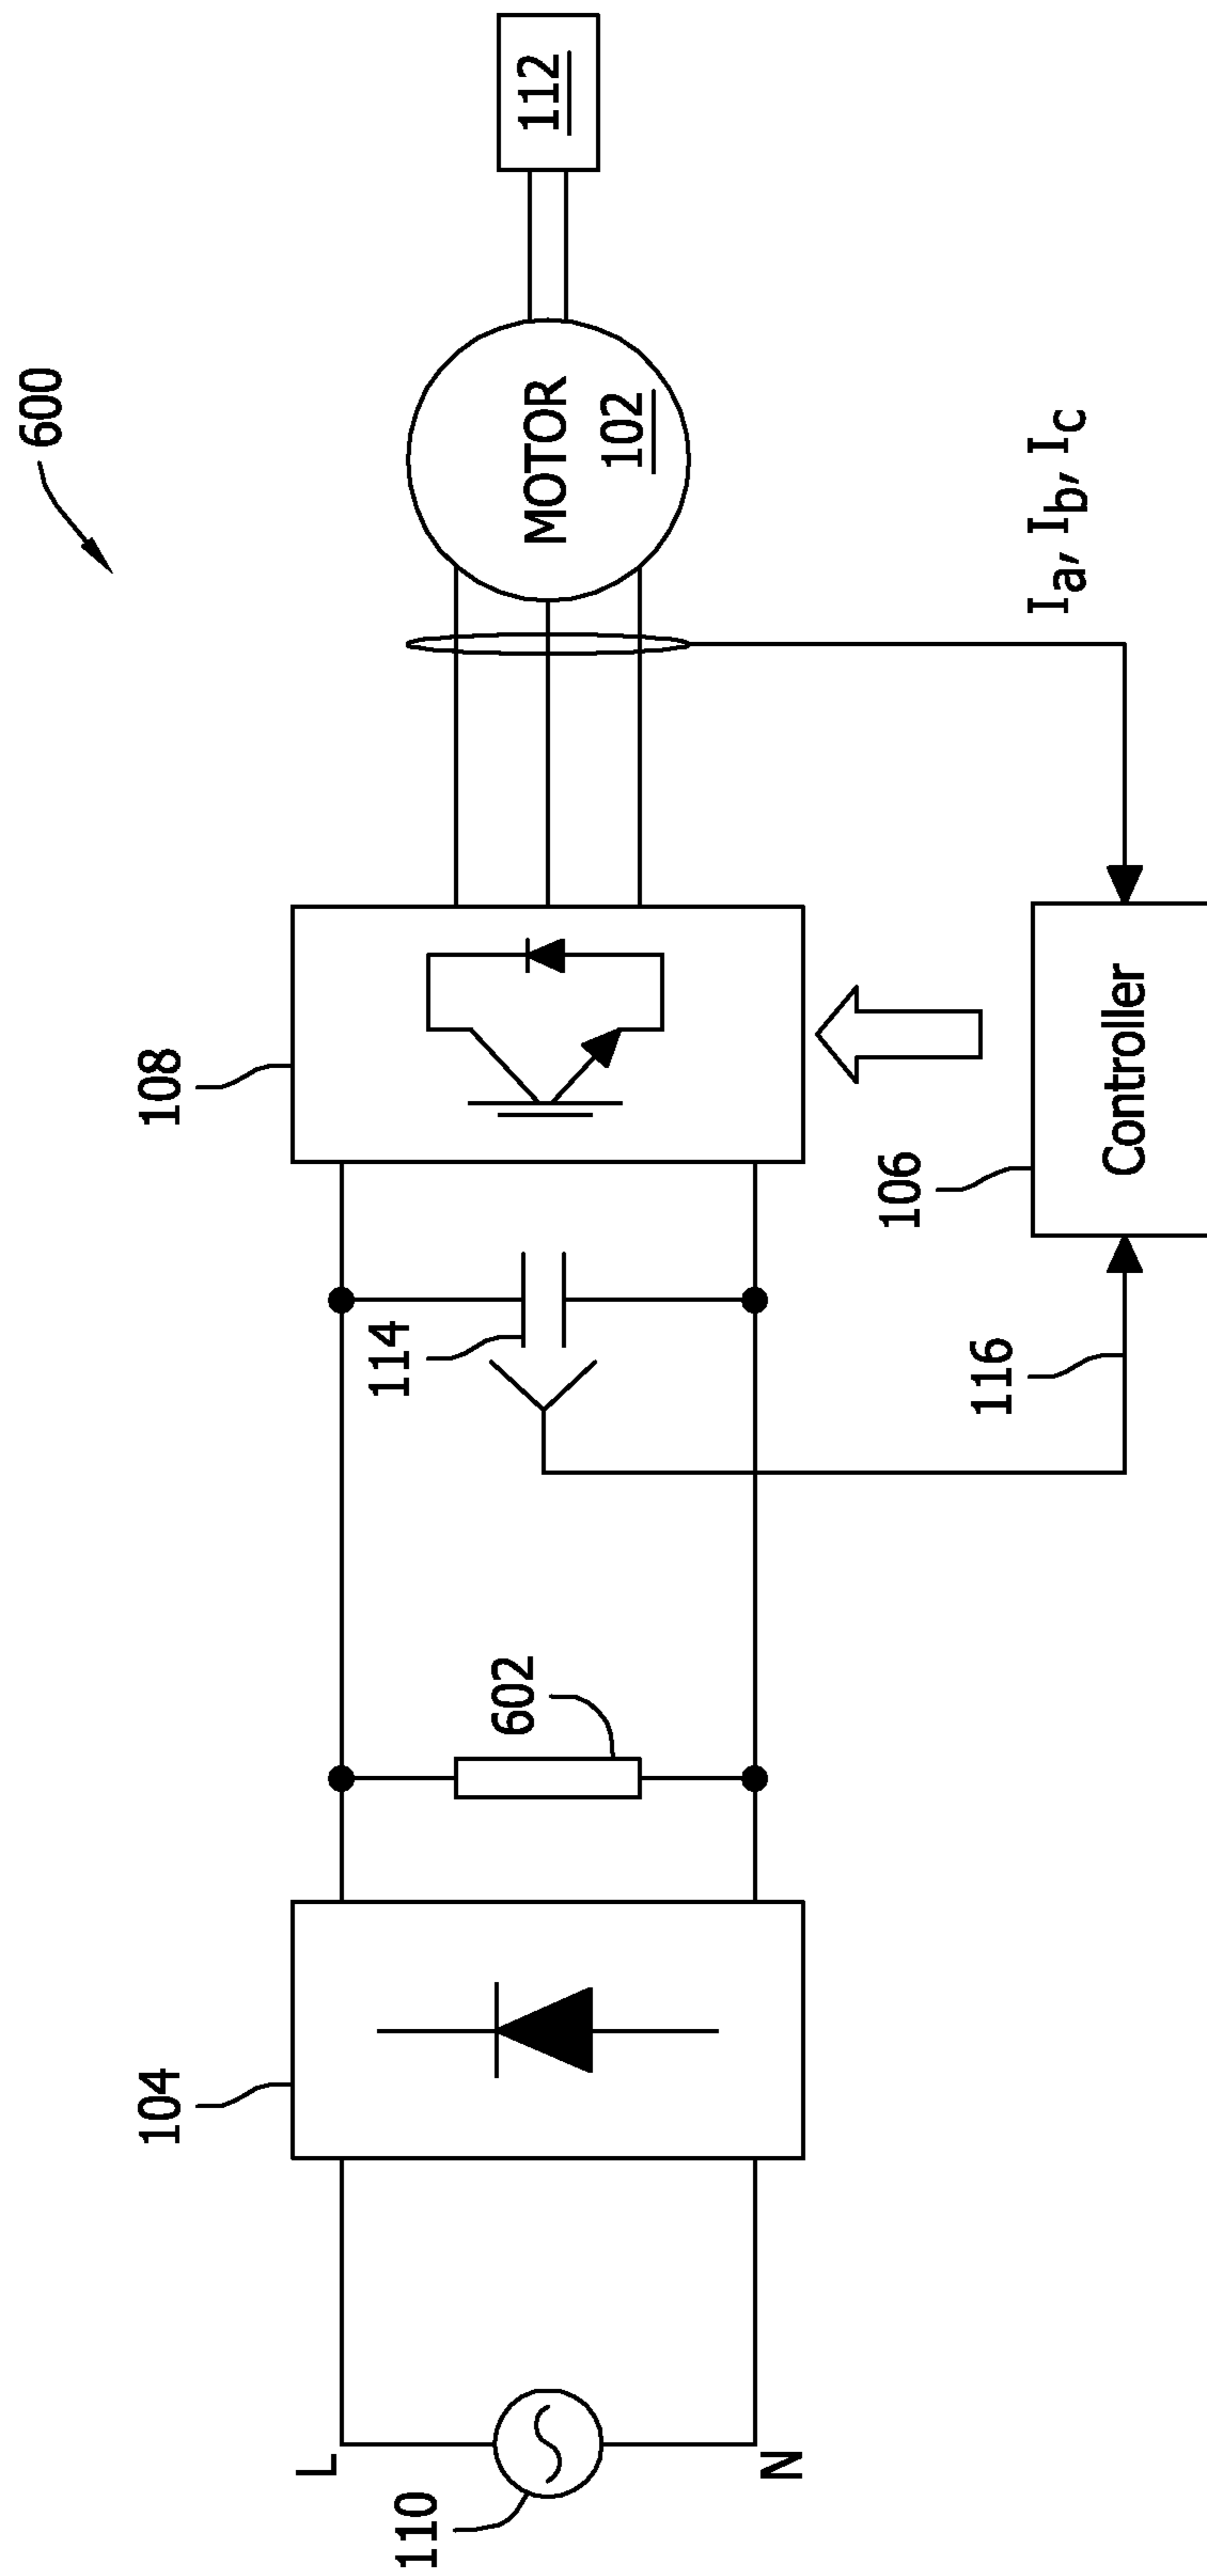 600
108
104
114
602
110
L
N
MOTOR
102
112
106
116
Controller
Ia, Ib, Ic